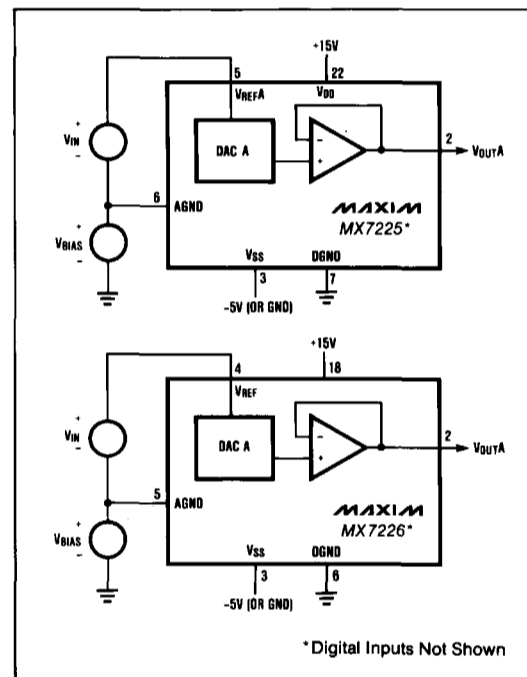 +15V
5
22
VREFA
VDD
+
VIN
-
DAC A
-
+
2
VOUTA
6
AGND
+
VBIAS
-
MAXIM
MX7225*
VSS
DGND
3
7
-5V (OR GND)
+15V
4
18
VREF
+
VIN
-
DAC A
-
+
2
VOUTA
5
AGND
+
VBIAS
-
MAXIM
MX7226*
VSS
DGND
3
6
-5V (OR GND)
*Digital Inputs Not Shown